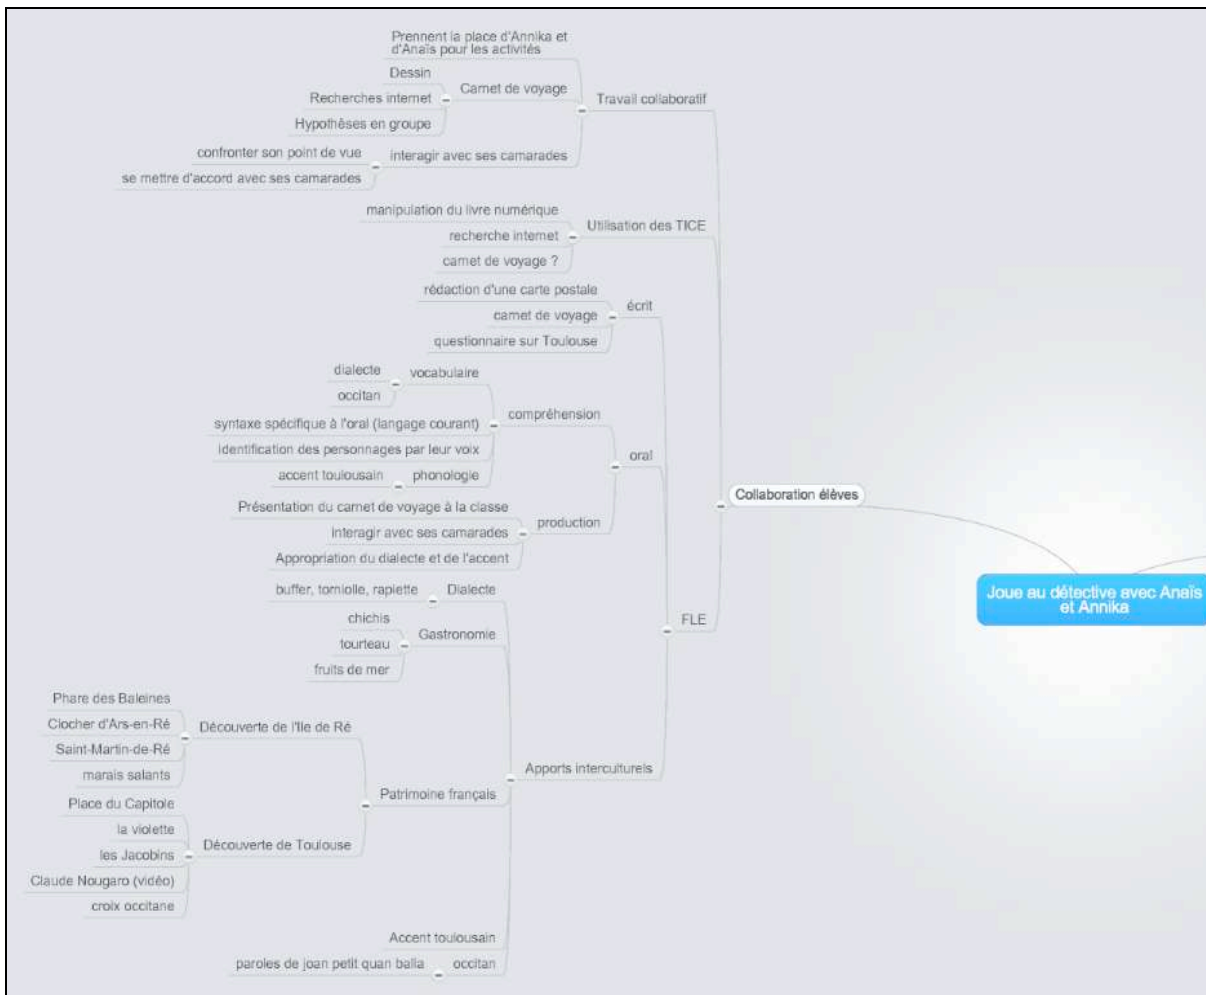 Prennent la place d'Annika et
d'Anaïs pour les activités
Dessin
Carnet de voyage
Recherches internet
Travail collaboratif
Hypothèses en groupe
confronter son point de vue
interagir avec ses camarades
se mettre d'accord avec ses camarades
manipulation du livre numérique
Utilisation des TICE
recherche internet
carnet de voyage ?
rédaction d'une carte postale
écrit
carnet de voyage
questionnaire sur Toulouse
dialecte
vocabulaire
occitan
compréhension
syntaxe spécifique à l'oral (langage courant)
identification des personnages par leur voix
oral
accent toulousain
phonologie
Collaboration élèves
Présentation du carnet de voyage à la classe
production
interagir avec ses camarades
Appropriation du dialecte et de l'accent
Joue au détective avec Anaïs
et Annika
buffer, torniolle, rapiette
Dialecte
chichis
FLE
Gastronomie
tourteau
fruits de mer
Phare des Baleines
Clocher d'Ars-en-Ré
Découverte de l'Ile de Ré
Saint-Martin-de-Ré
Apports interculturels
marais salants
Patrimoine français
Place du Capitole
la violette
Découverte de Toulouse
les Jacobins
Claude Nougaro (vidéo)
croix occitane
Accent toulousain
paroles de joan petit quan balla
occitan